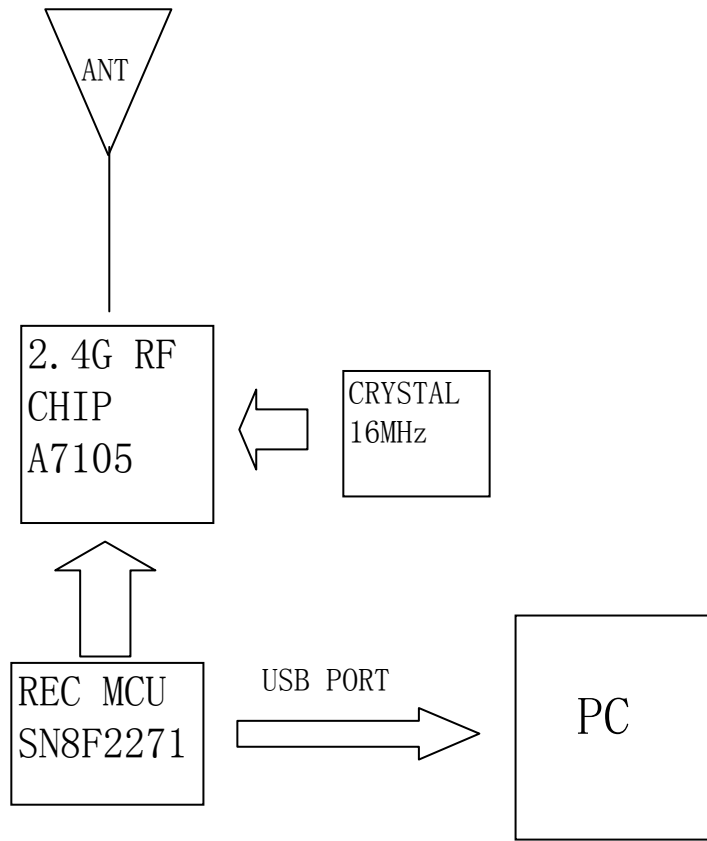 ANT
2.4G RF
CHIP
A7105
CRYSTAL
16MHz
REC MCU
SN8F2271
USB PORT
PC